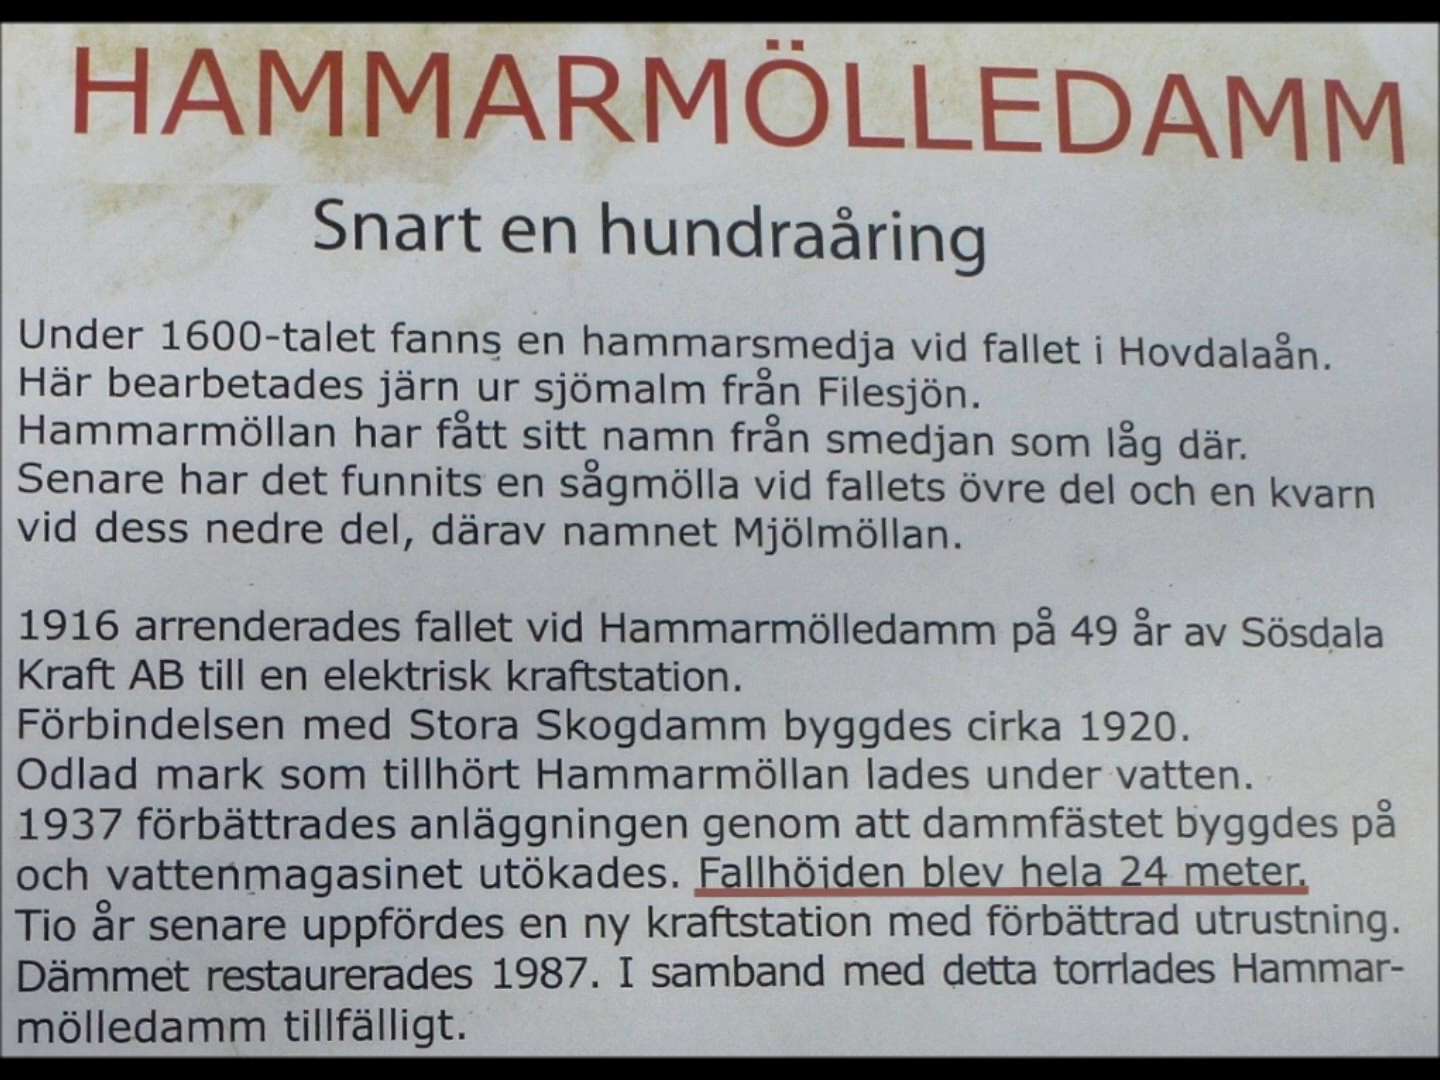 HAMMARMÖLLEDAMM
Snart en hundraåring
Under 1600-talet fanns en hammarsmedja vid fallet i Hovdalaån.
Här bearbetades järn ur sjömalm från Filesjön.
Hammarmöllan har fått sitt namn från smedjan som låg där.
Senare har det funnits en sågmölla vid fallets övre del och en kvarn
vid dess nedre del, därav namnet Mjölmöllan.
1916 arrenderades fallet vid Hammarmölledamm på 49 år av Sösdala
Kraft AB till en elektrisk kraftstation.
Förbindelsen med Stora Skogdamm byggdes cirka 1920.
Odlad mark som tillhört Hammarmöllan lades under vatten.
1937 förbättrades anläggningen genom att dammfästet byggdes på
och vattenmagasinet utökades. Fallhöjden blev hela 24 meter.
Tio år senare uppfördes en ny kraftstation med förbättrad utrustning.
Dämmet restaurerades 1987. I samband med detta torrlades Hammar-
mölledamm tillfälligt.